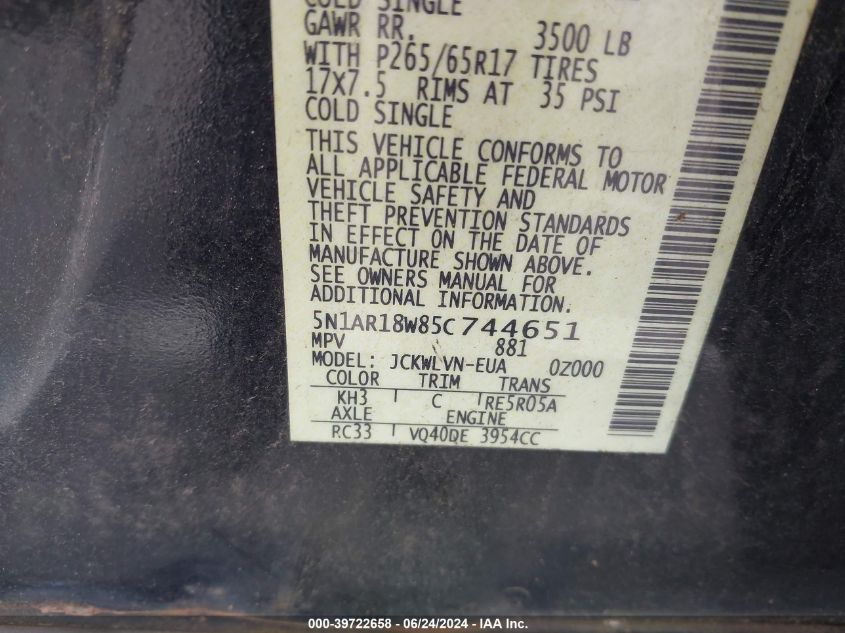 COLD SINGLE
GAWR RR. 3500 LB
WITH P265/65R17 TIRES
17X7.5 RIMS AT 35 PSI
COLD SINGLE
THIS VEHICLE CONFORMS TO
ALL APPLICABLE FEDERAL MOTOR
VEHICLE SAFETY AND
THEFT PREVENTION STANDARDS
IN EFFECT ON THE DATE OF
MANUFACTURE SHOWN ABOVE.
SEE OWNERS MANUAL FOR
ADDITIONAL INFORMATION.
5N1AR18W85C744651
MPV 881
MODEL: JCKWLVN-EUA 0Z000
COLOR TRIM TRANS
KH3 C RE5R05A
AXLE ENGINE
RC33 VQ40DE 3954CC
000-39722658 - 06/24/2024 - IAA Inc.